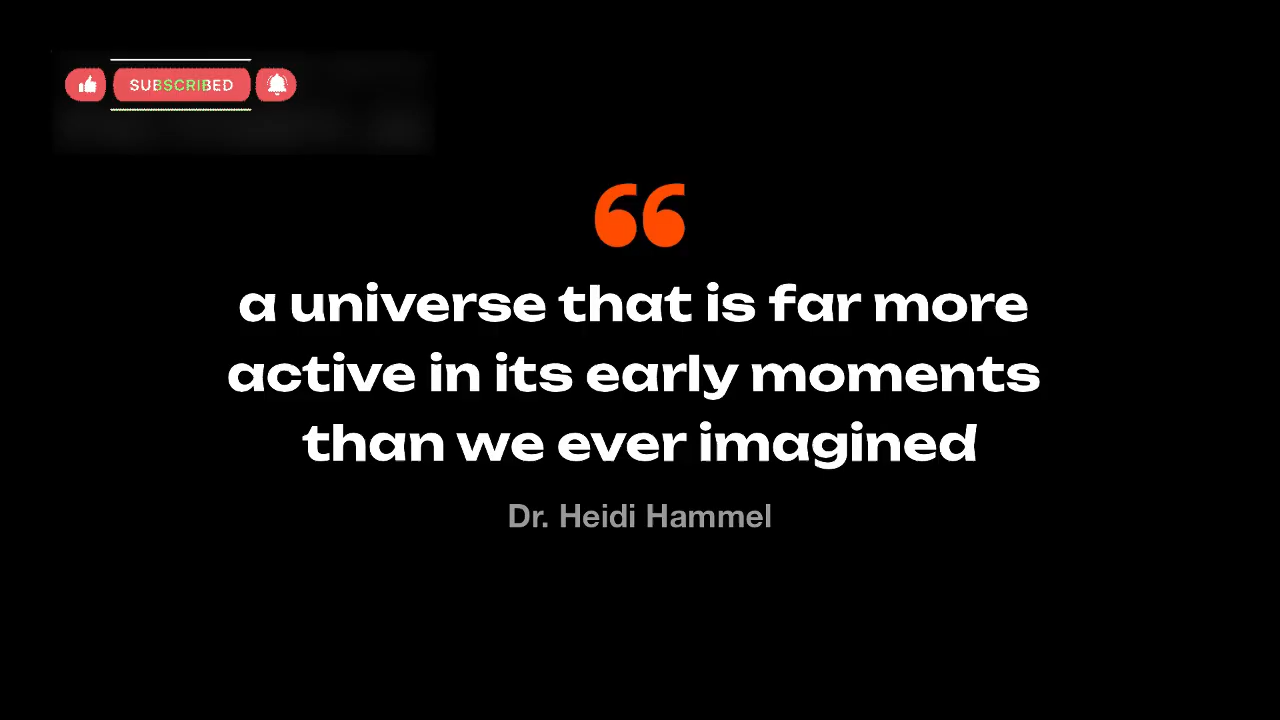 SUBSCRIBED
a universe that is far more
active in its early moments
than we ever imagined
Dr. Heidi Hammel